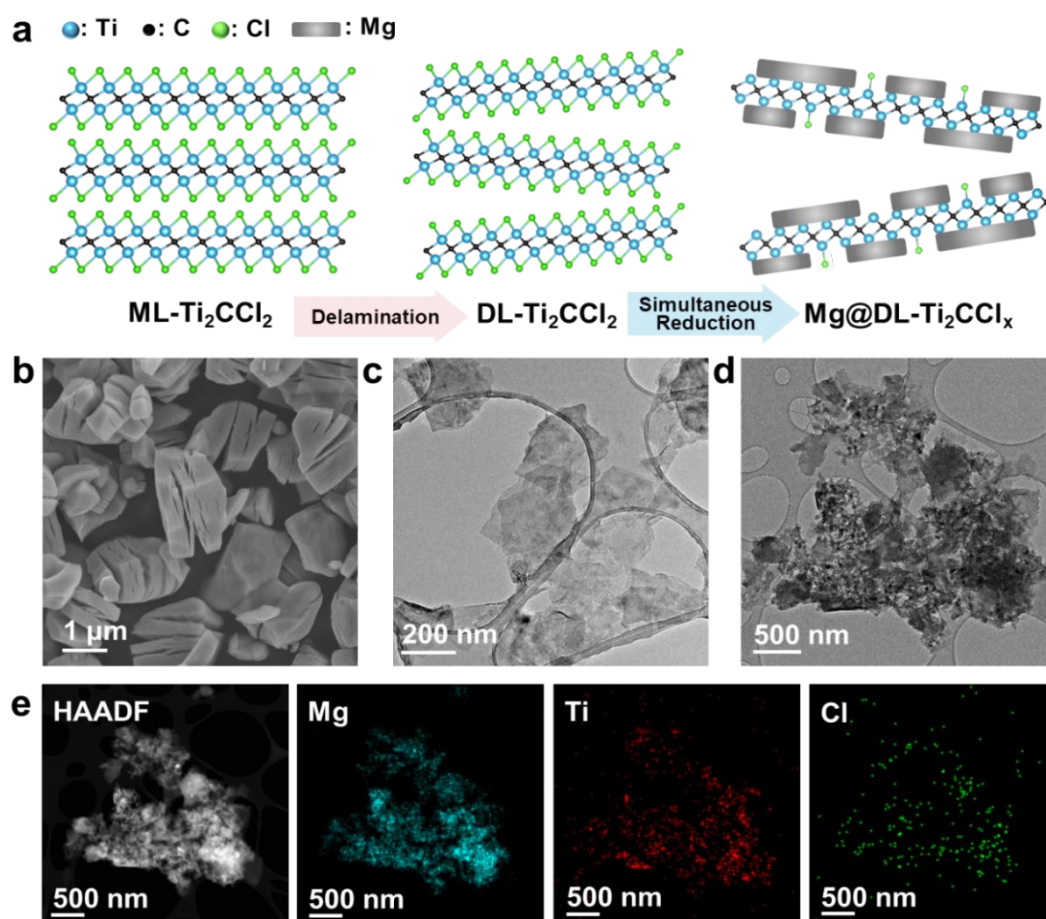 a : Ti : C : Cl : Mg
ML-Ti₂CCl₂ Delamination DL-Ti₂CCl₂ Simultaneous Reduction Mg@DL-Ti₂CClₓ
b c d
1 µm 200 nm 500 nm
e HAADF Mg Ti Cl
500 nm 500 nm 500 nm 500 nm